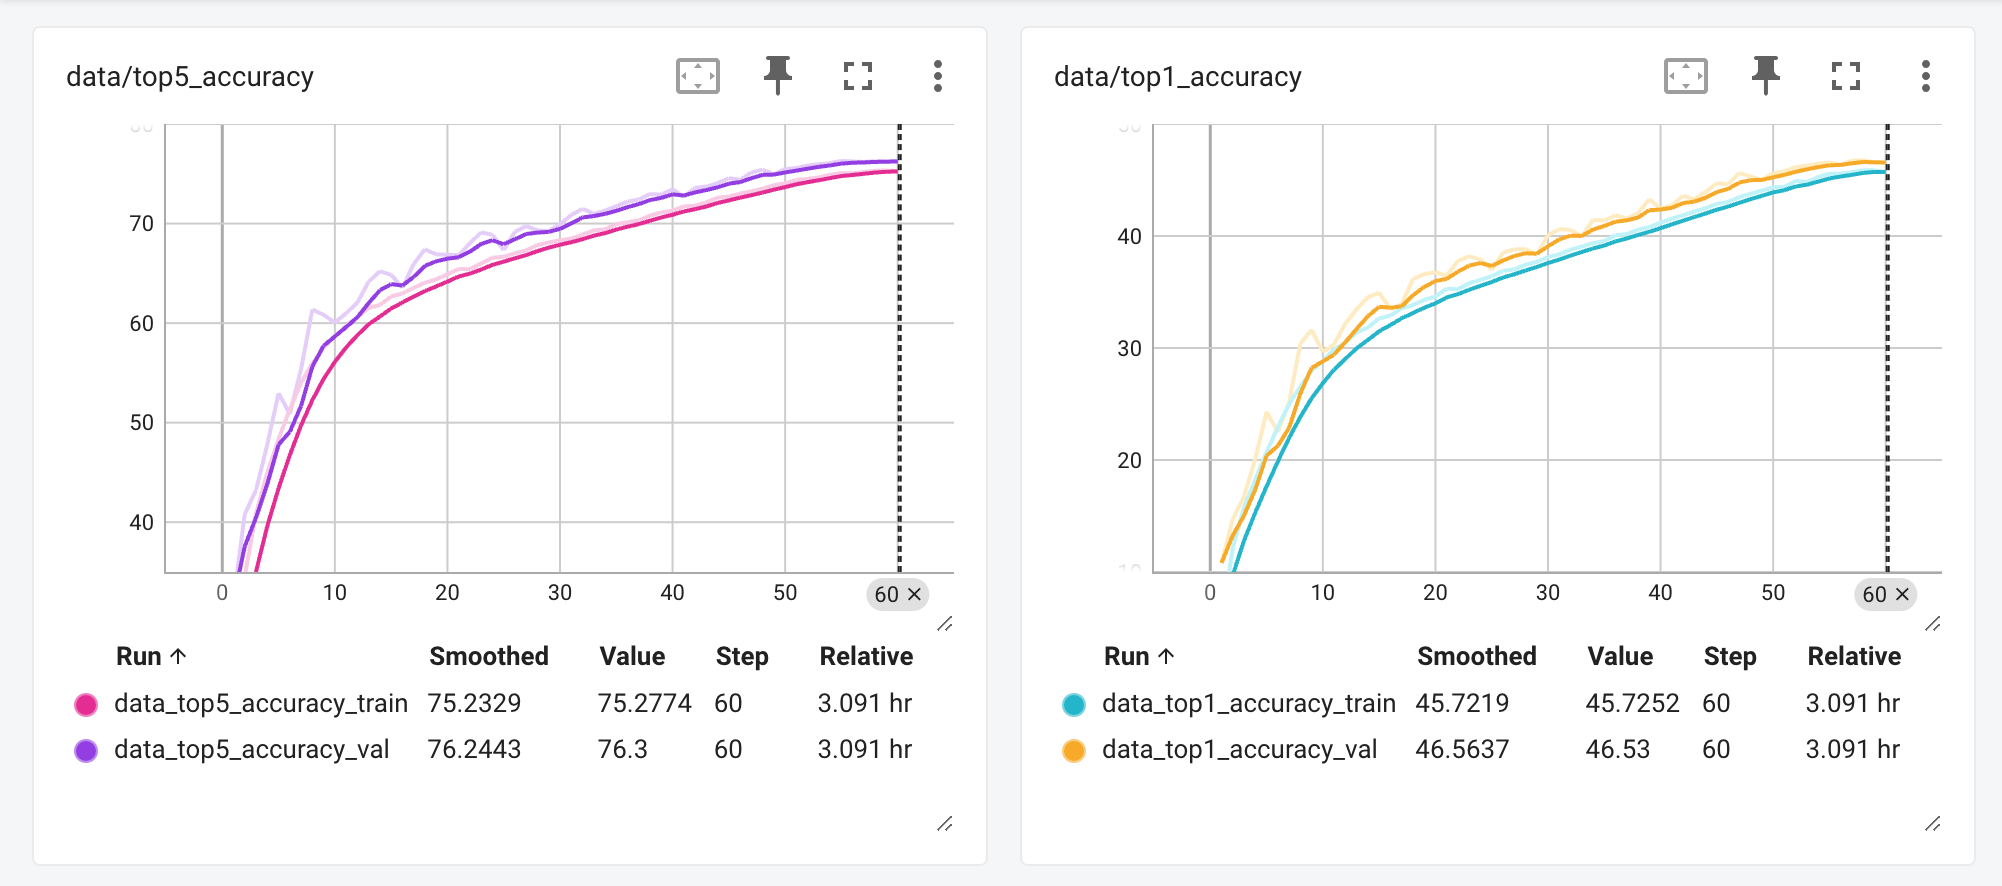 data/top5_accuracy
70
60
50
40
0 10 20 30 40 50 60 ×
Run ↑ Smoothed Value Step Relative
data_top5_accuracy_train 75.2329 75.2774 60 3.091 hr
data_top5_accuracy_val 76.2443 76.3 60 3.091 hr
data/top1_accuracy
40
30
20
0 10 20 30 40 50 60 ×
Run ↑ Smoothed Value Step Relative
data_top1_accuracy_train 45.7219 45.7252 60 3.091 hr
data_top1_accuracy_val 46.5637 46.53 60 3.091 hr